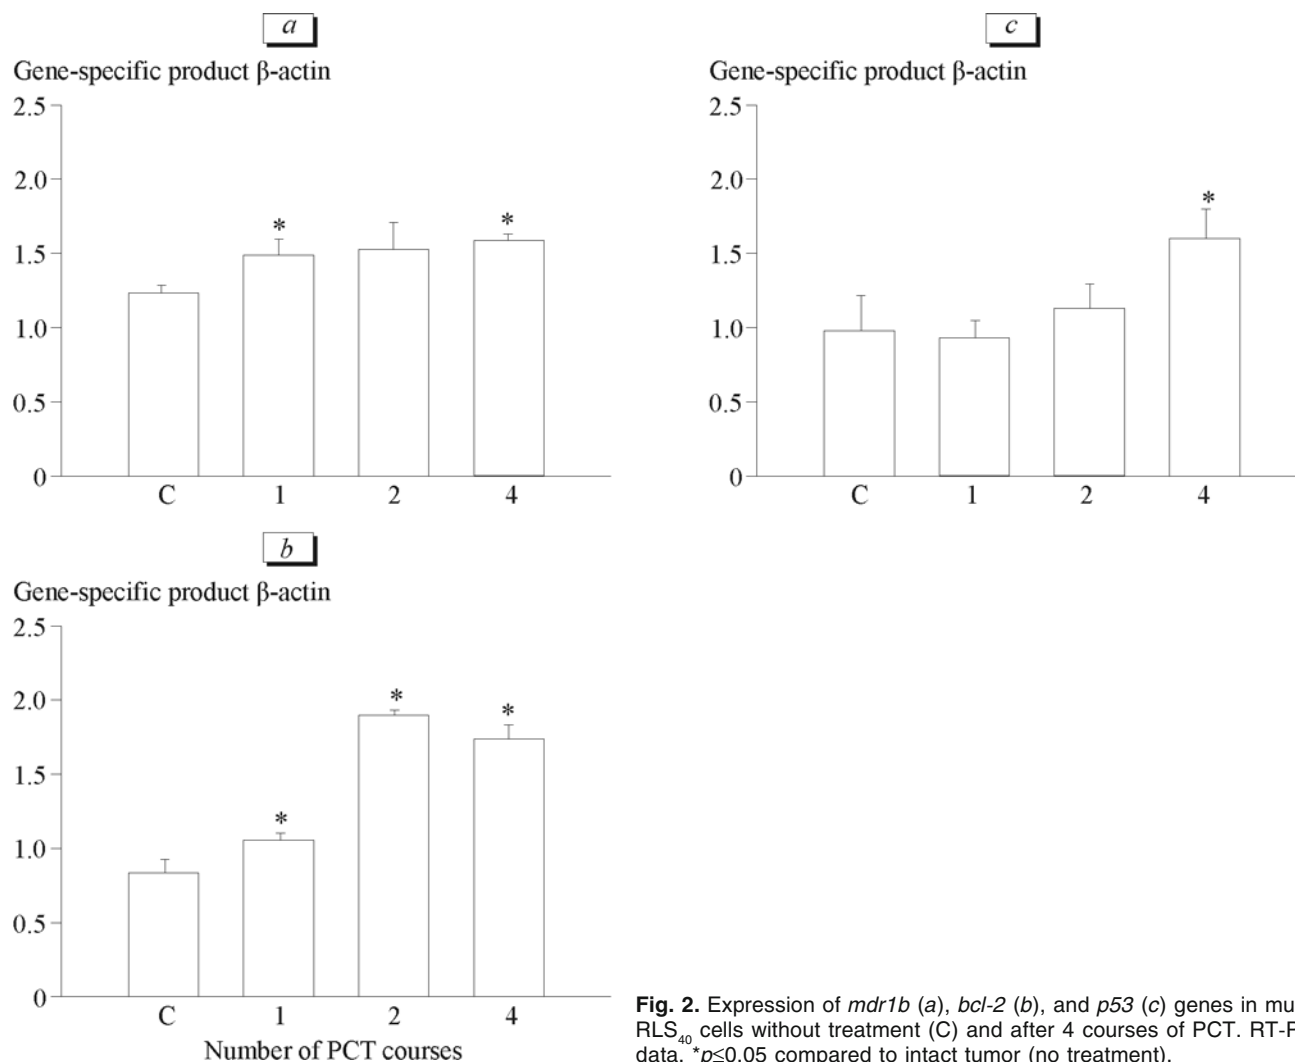 a
Gene-specific product β-actin
2.5
2.0
*
*
1.5
1.0
0.5
0
C 1 2 4
c
Gene-specific product β-actin
2.5
2.0
*
1.5
1.0
0.5
0
C 1 2 4
b
Gene-specific product β-actin
2.5
2.0
*
*
1.5
1.0
*
0.5
0
C 1 2 4
Number of PCT courses
Fig. 2. Expression of mdr1b (a), bcl-2 (b), and p53 (c) genes in
RLS₄₀ cells without treatment (C) and after 4 courses of PCT.
data. *p≤0.05 compared to intact tumor (no treatment).